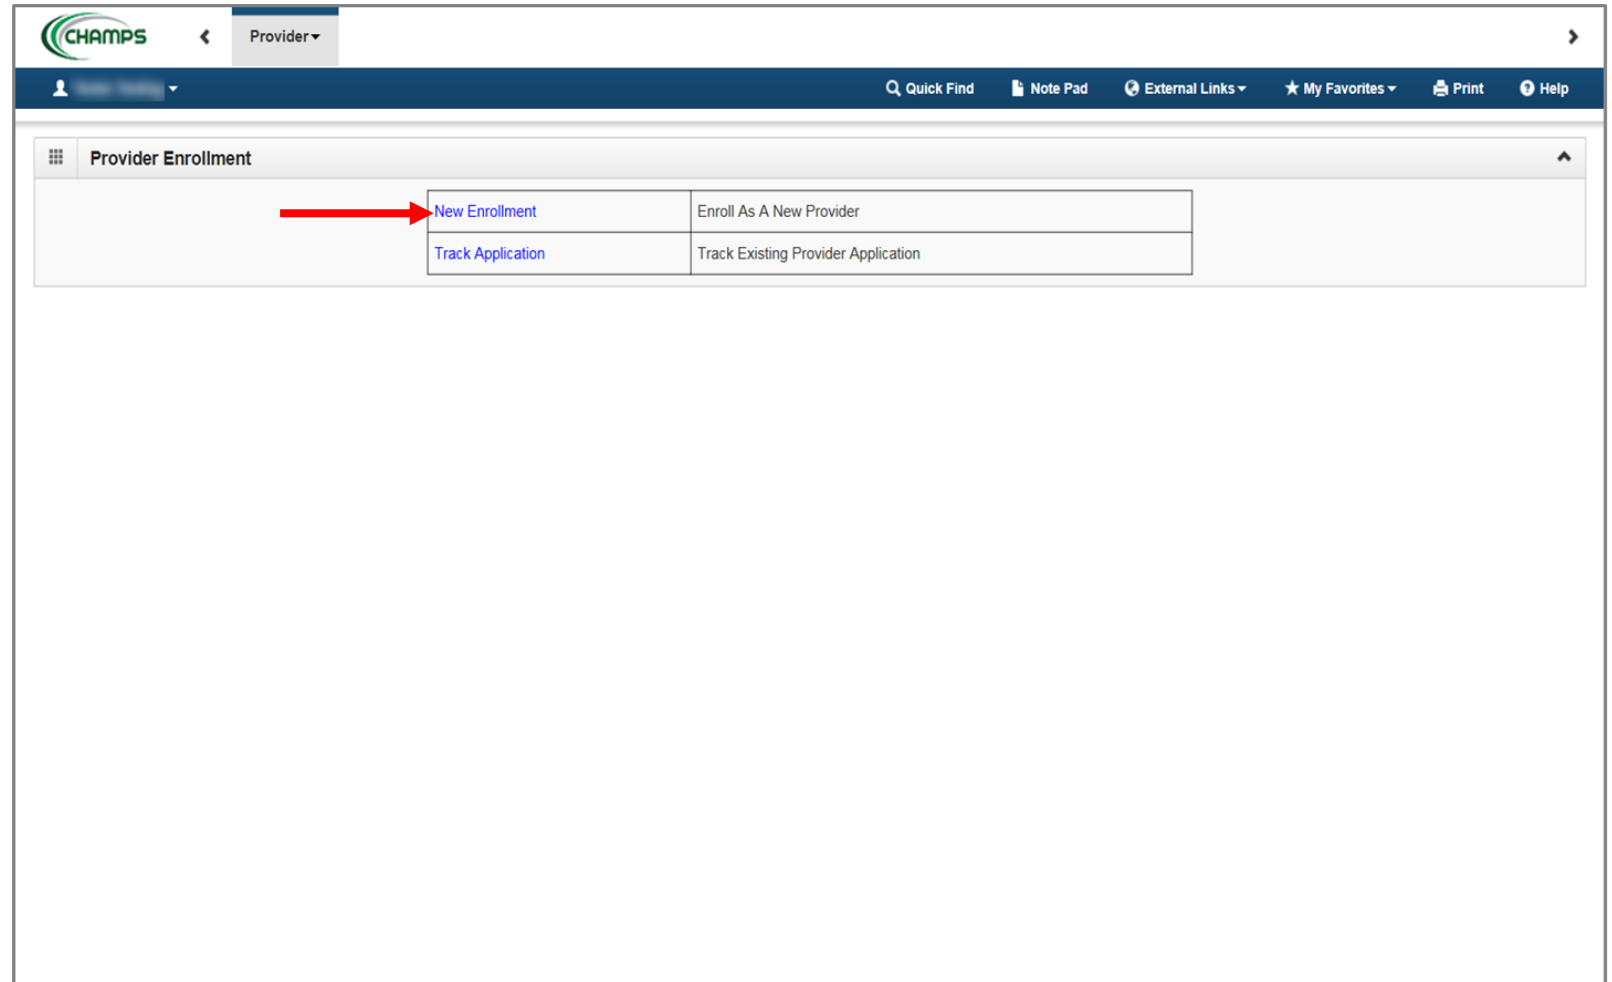 CHAMPS
Provider
Quick Find Note Pad External Links My Favorites Print Help
Provider Enrollment
New Enrollment Enroll As A New Provider
Track Application Track Existing Provider Application